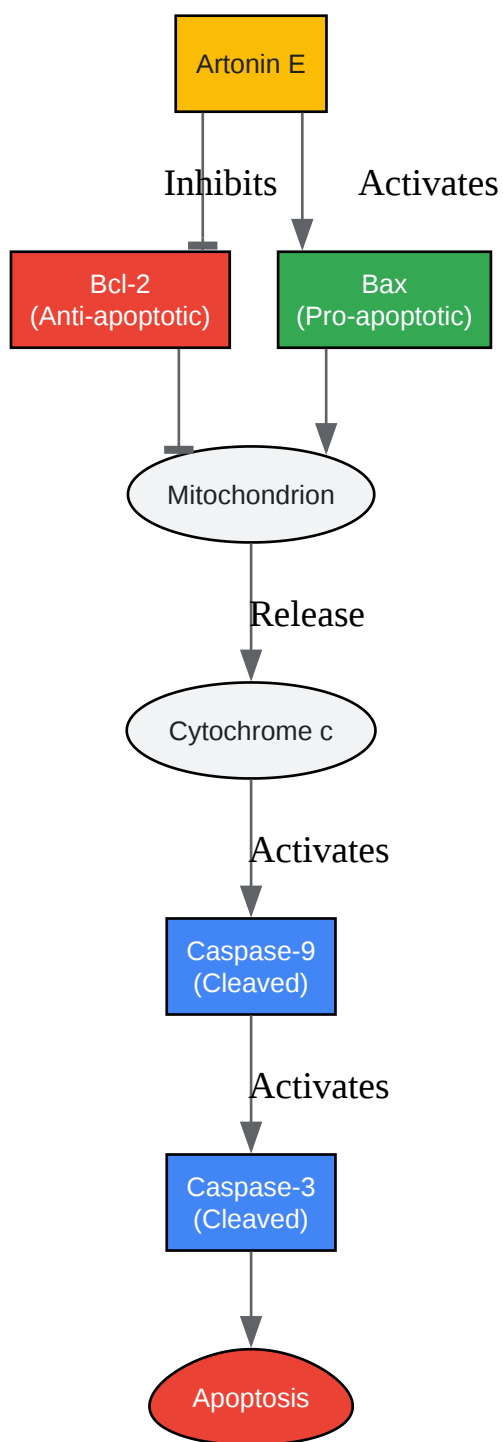 Artonin E
Inhibits
Activates
Bcl-2
(Anti-apoptotic)
Bax
(Pro-apoptotic)
Mitochondrion
Release
Cytochrome c
Activates
Caspase-9
(Cleaved)
Activates
Caspase-3
(Cleaved)
Apoptosis